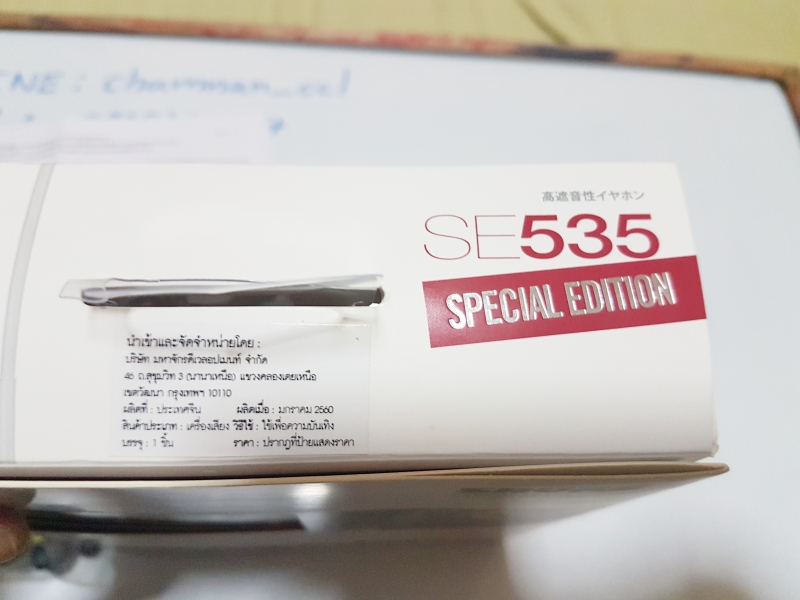 高遮音性イヤホン
SE535
SPECIAL EDITION
นำเข้าและจัดจำหน่ายโดย :
บริษัท มหาจักรดีเวลอปเมนท์ จำกัด
46 ถ.สุขุมวิท 3 (นานาเหนือ) แขวงคลองเตยเหนือ
เขตวัฒนา กรุงเทพฯ 10110
ผลิตที่ : ประเทศจีน ผลิตเมื่อ : มกราคม 2560
สินค้าประเภท : เครื่องเสียง วิธีใช้ : ใช้เพื่อความบันเทิง
บรรจุ : 1 ชิ้น ราคา : ปรากฏที่ป้ายแสดงราคา